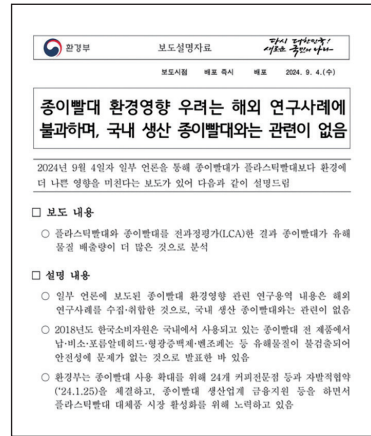 환경부
보도설명자료
다시 대한민국!
새로운 국민의 나라
보도시점 배포 즉시 배포 2024. 9. 4.(수)
종이빨대 환경영향 우려는 해외 연구사례에
불과하며, 국내 생산 종이빨대와는 관련이 없음
2024년 9월 4일자 일부 언론을 통해 종이빨대가 플라스틱빨대보다 환경에
더 나쁜 영향을 미친다는 보도가 있어 다음과 같이 설명드림
□ 보도 내용
○ 플라스틱빨대와 종이빨대를 전과정평가(LCA)한 결과 종이빨대가 유해
물질 배출량이 더 많은 것으로 분석
□ 설명 내용
○ 일부 언론에 보도된 종이빨대 환경영향 관련 연구용역 내용은 해외
연구사례를 수집·취합한 것으로, 국내 생산 종이빨대와는 관련이 없음
○ 2018년도 한국소비자원은 국내에서 사용되고 있는 종이빨대 전 제품에서
납·비소·포름알데히드·형광증백제·벤조페논 등 유해물질이 불검출되어
안전성에 문제가 없는 것으로 발표한 바 있음
○ 환경부는 종이빨대 사용 확대를 위해 24개 커피전문점 등과 자발적협약
('24.1.25)을 체결하고, 종이빨대 생산업계 금융지원 등을 하면서
플라스틱빨대 대체품 시장 활성화를 위해 노력하고 있음